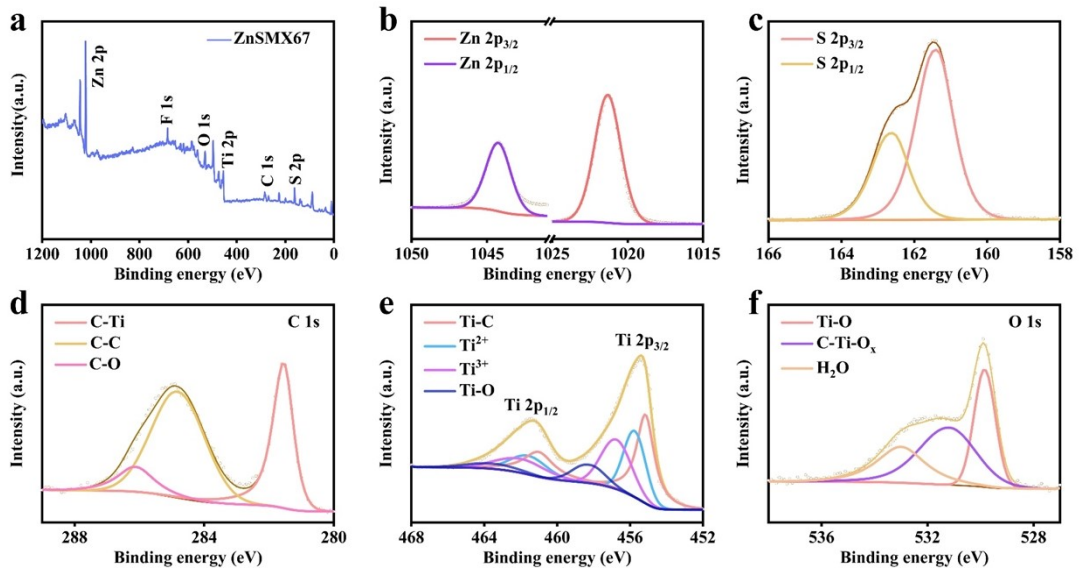 a
ZnSMX67
Zn 2p
F 1s
O 1s
Ti 2p
C 1s
S 2p
Intensity(a.u.)
1200 1000 800 600 400 200 0
Binding energy (eV)
b
Zn 2p3/2
Zn 2p1/2
Intensity (a.u.)
1050 1045 1025 1020 1015
Binding energy (eV)
c
S 2p3/2
S 2p1/2
Intensity (a.u.)
166 164 162 160 158
Binding energy (eV)
d
C-Ti
C-C
C-O
C 1s
Intensity (a.u.)
288 284 280
Binding energy (eV)
e
Ti-C
Ti2+
Ti3+
Ti-O
Ti 2p3/2
Ti 2p1/2
Intensity (a.u.)
468 464 460 456 452
Binding energy (eV)
f
Ti-O
C-Ti-Ox
H2O
O 1s
Intensity (a.u.)
536 532 528
Binding energy (eV)